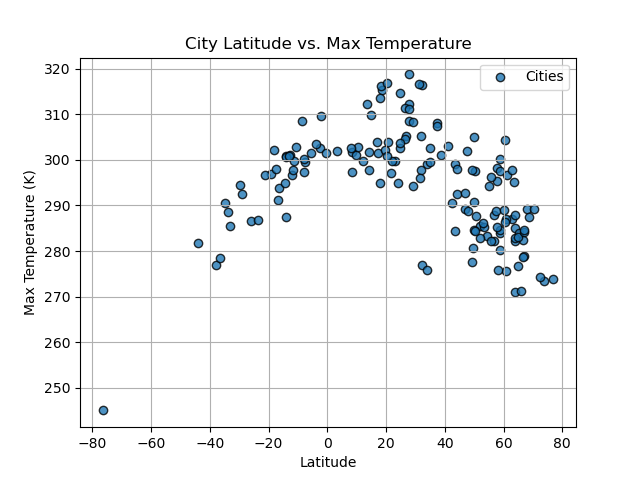 City Latitude vs. Max Temperature
Cities
Max Temperature (K)
320
310
300
290
280
270
260
250
−80 −60 −40 −20 0 20 40 60 80
Latitude